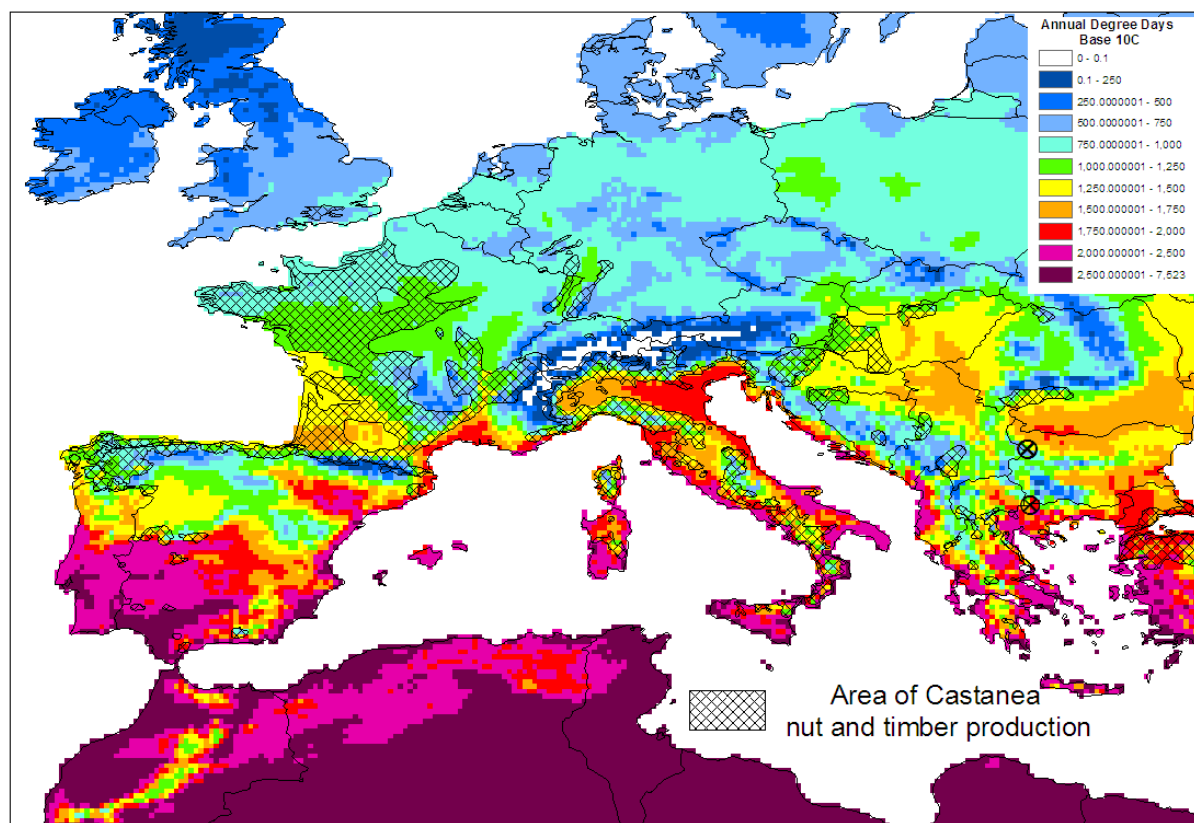 Annual Degree Days
Base 10C
0 - 0.1
0.1 - 250
250.0000001 - 500
500.0000001 - 750
750.0000001 - 1,000
1,000.000001 - 1,250
1,250.000001 - 1,500
1,500.000001 - 1,750
1,750.000001 - 2,000
2,000.000001 - 2,500
2,500.000001 - 7,523
Area of Castanea
nut and timber production